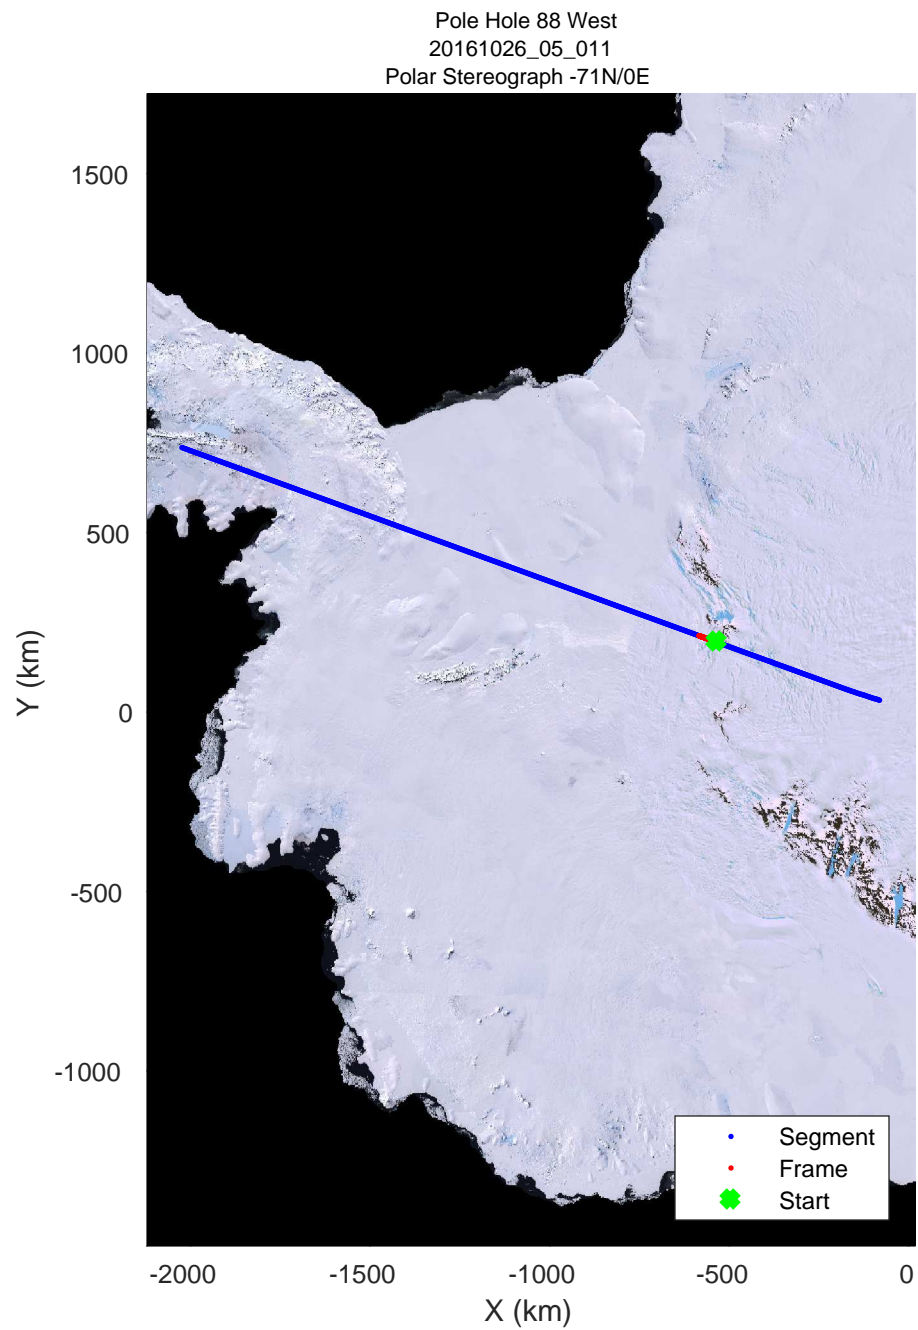 Pole Hole 88 West
20161026_05_011
Polar Stereograph -71N/0E
1500
1000
500
0
-500
-1000
Y (km)
-2000
-1500
-1000
-500
0
X (km)
Segment
Frame
Start